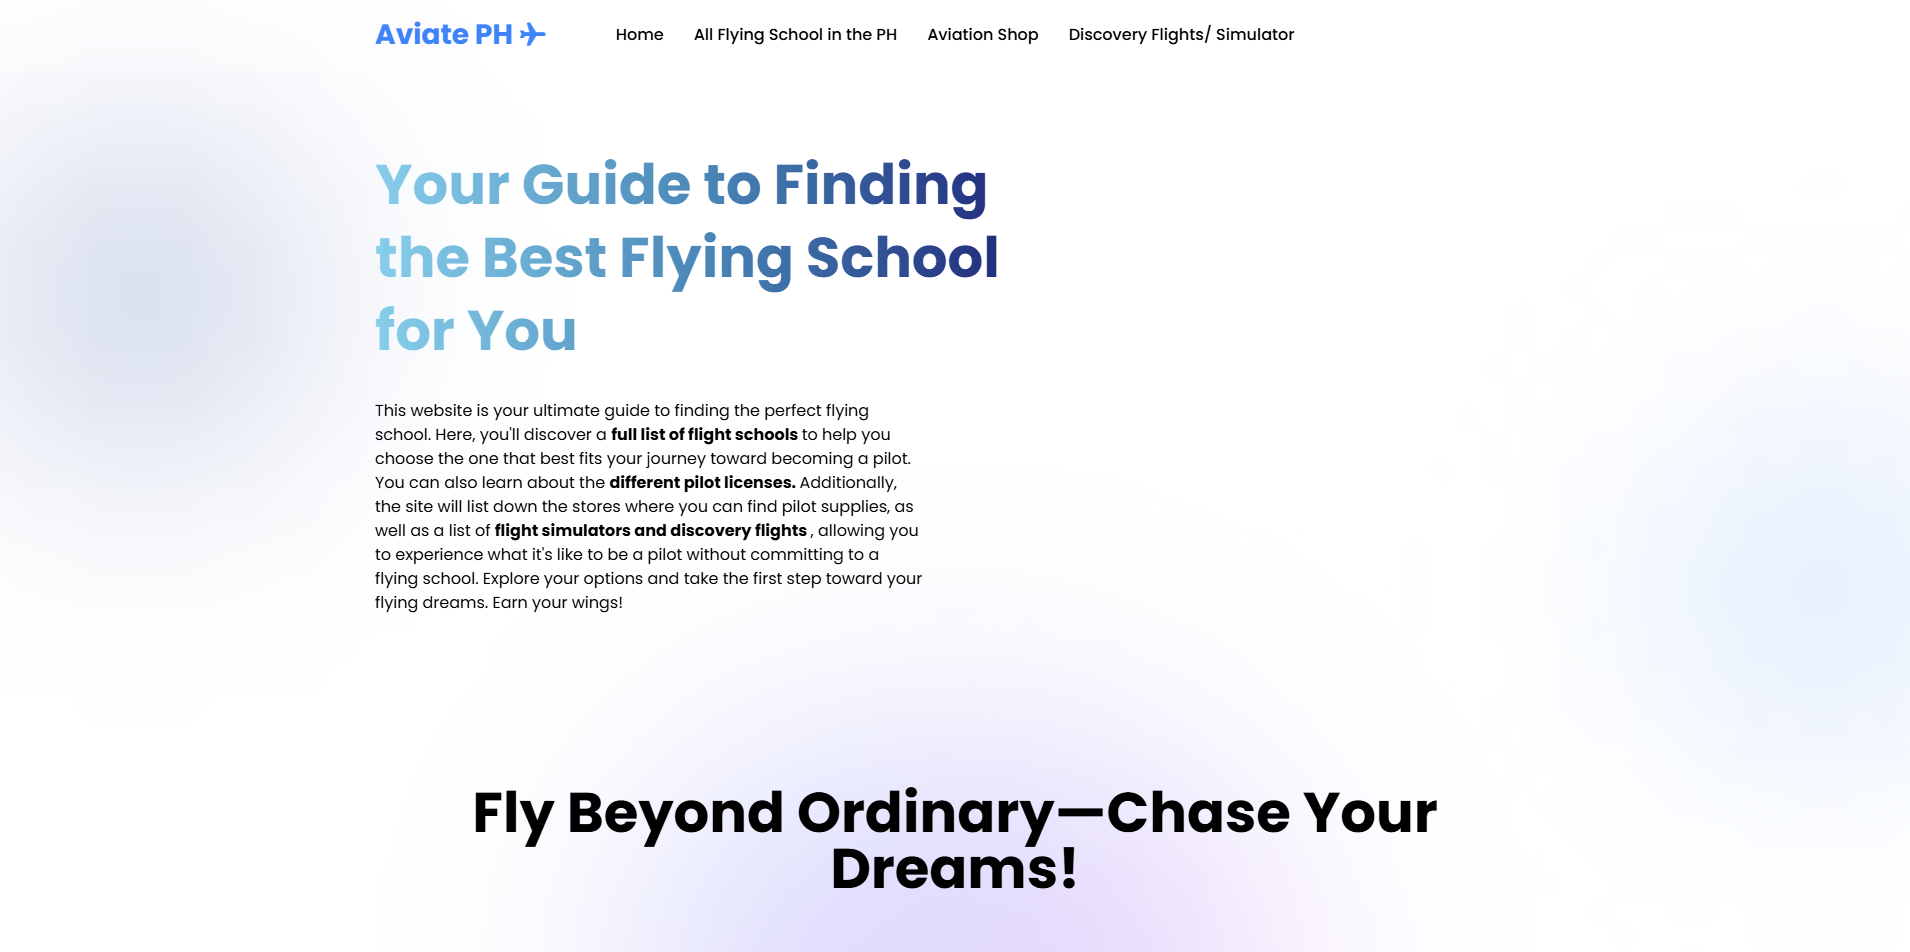 Aviate PH
Home
All Flying School in the PH
Aviation Shop
Discovery Flights/ Simulator
Your Guide to Finding
the Best Flying School
for You
This website is your ultimate guide to finding the perfect flying
school. Here, you'll discover a full list of flight schools to help you
choose the one that best fits your journey toward becoming a pilot.
You can also learn about the different pilot licenses. Additionally,
the site will list down the stores where you can find pilot supplies, as
well as a list of flight simulators and discovery flights , allowing you
to experience what it's like to be a pilot without committing to a
flying school. Explore your options and take the first step toward your
flying dreams. Earn your wings!
Fly Beyond Ordinary—Chase Your
Dreams!